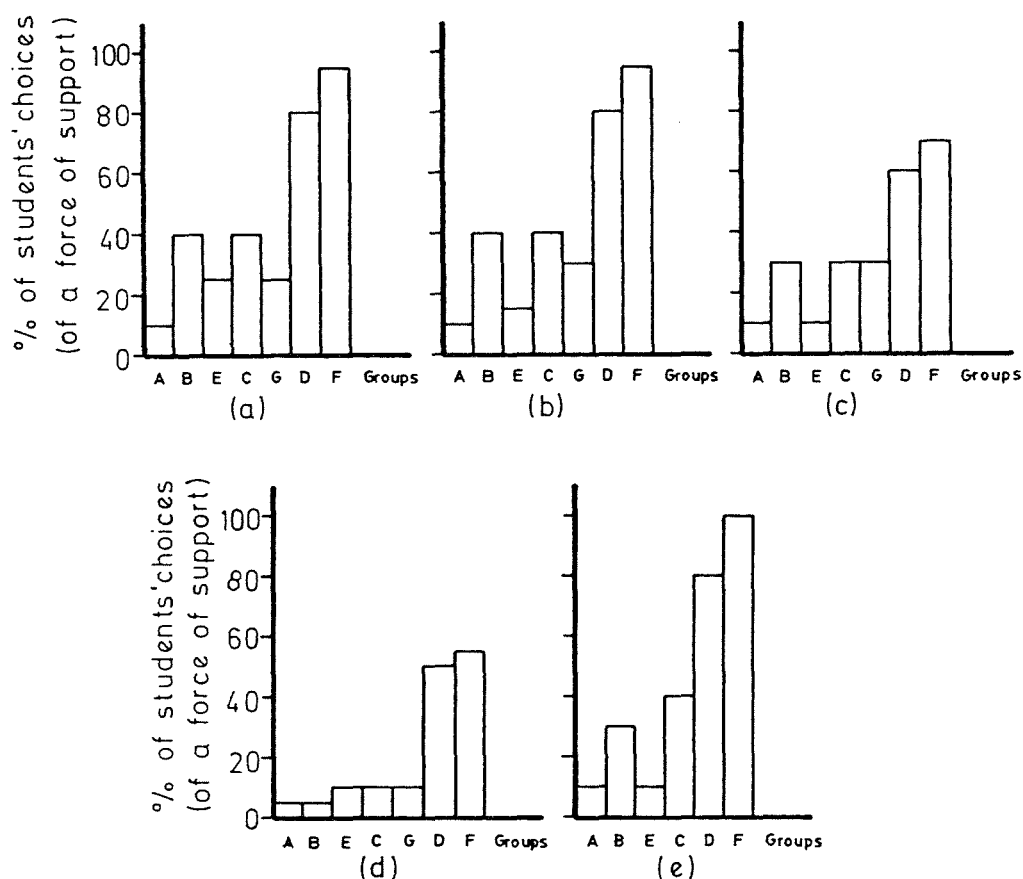 % of students' choices
(of a force of support)
100
80
60
40
20
0
A B E C G D F Groups
(a)
A B E C G D F Groups
(b)
A B E C G D F Groups
(c)
% of students' choices
(of a force of support)
100
80
60
40
20
0
A B E C G D F Groups
(d)
A B E C D F Groups
(e)